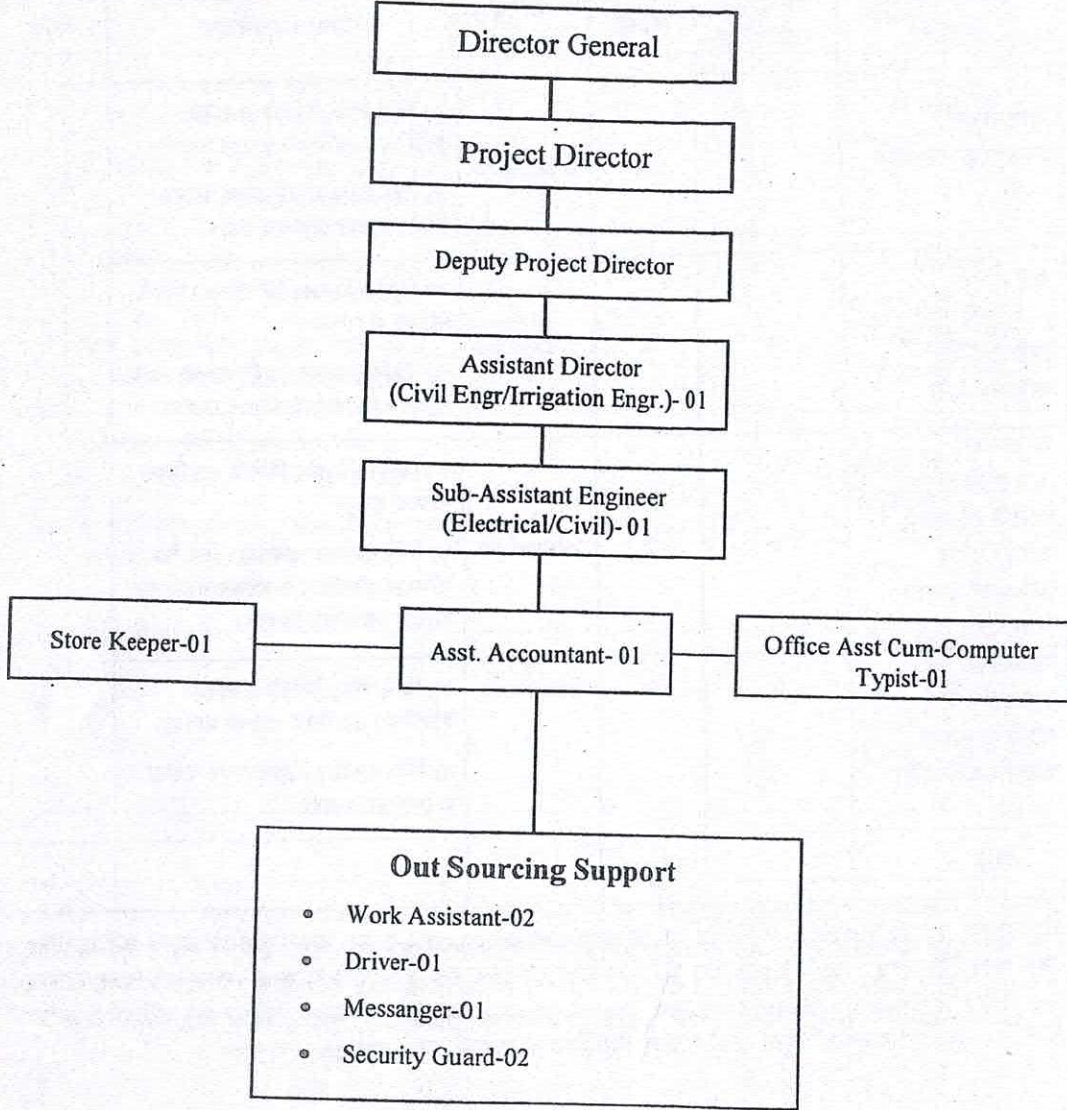 Director General
Project Director
Deputy Project Director
Assistant Director
(Civil Engr/Irrigation Engr.)- 01
Sub-Assistant Engineer
(Electrical/Civil)- 01
Store Keeper-01
Asst. Accountant- 01
Office Asst Cum-Computer
Typist-01
Out Sourcing Support
• Work Assistant-02
• Driver-01
• Messanger-01
• Security Guard-02